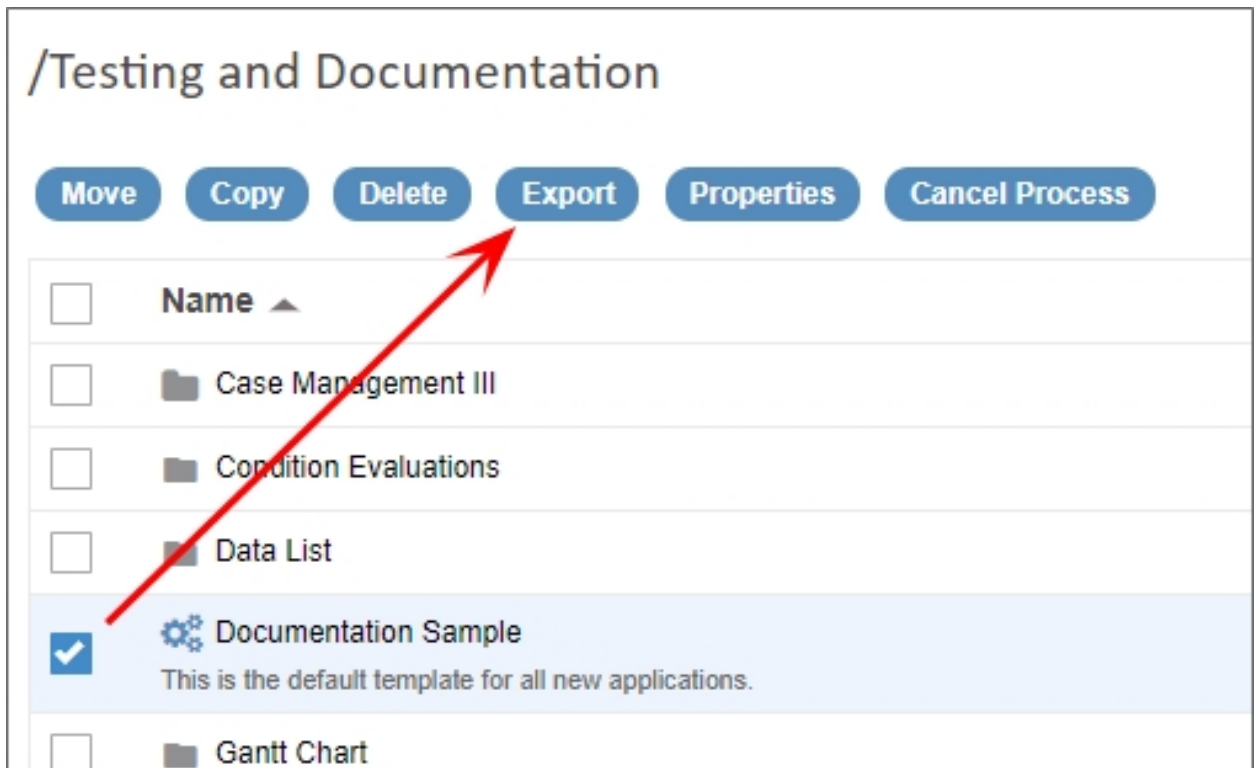 /Testing and Documentation
Move Copy Delete Export Properties Cancel Process
Name
Case Management III
Condition Evaluations
Data List
Documentation Sample
This is the default template for all new applications.
Gantt Chart